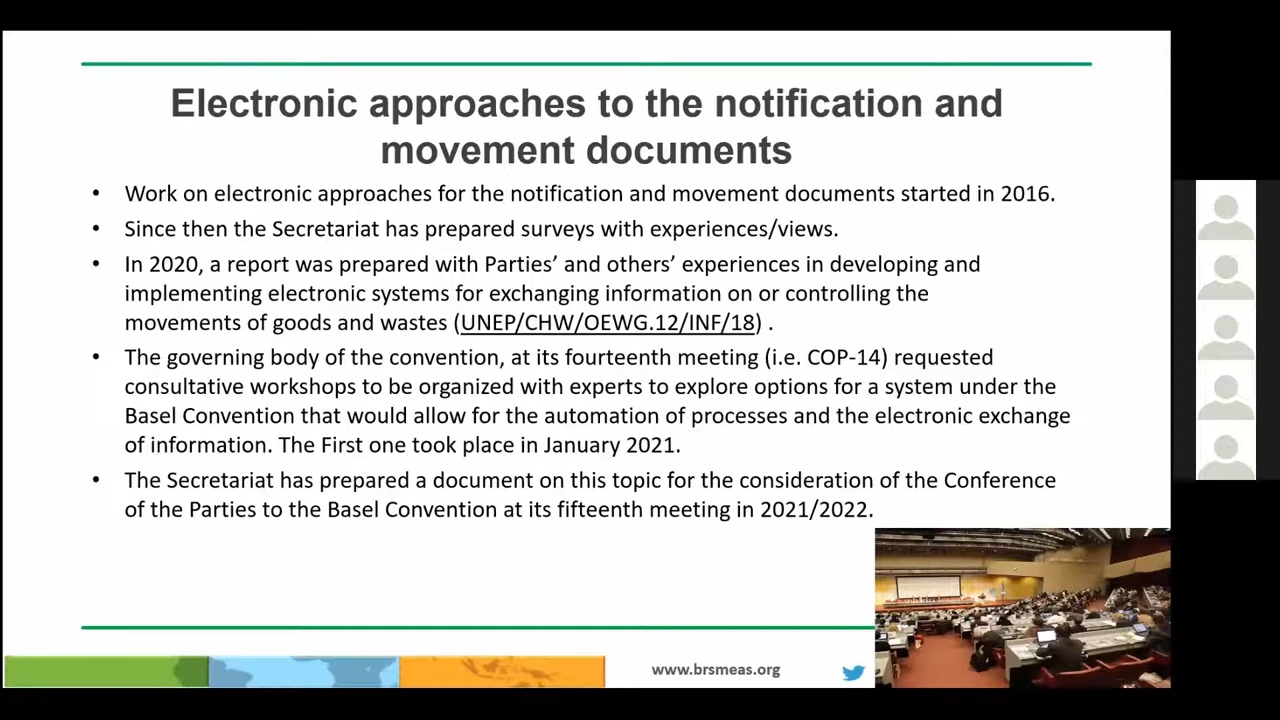 Electronic approaches to the notification and
movement documents
• Work on electronic approaches for the notification and movement documents started in 2016.
• Since then the Secretariat has prepared surveys with experiences/views.
• In 2020, a report was prepared with Parties’ and others’ experiences in developing and
implementing electronic systems for exchanging information on or controlling the
movements of goods and wastes (UNEP/CHW/OEWG.12/INF/18) .
• The governing body of the convention, at its fourteenth meeting (i.e. COP-14) requested
consultative workshops to be organized with experts to explore options for a system under the
Basel Convention that would allow for the automation of processes and the electronic exchange
of information. The First one took place in January 2021.
• The Secretariat has prepared a document on this topic for the consideration of the Conference
of the Parties to the Basel Convention at its fifteenth meeting in 2021/2022.
www.brsmeas.org